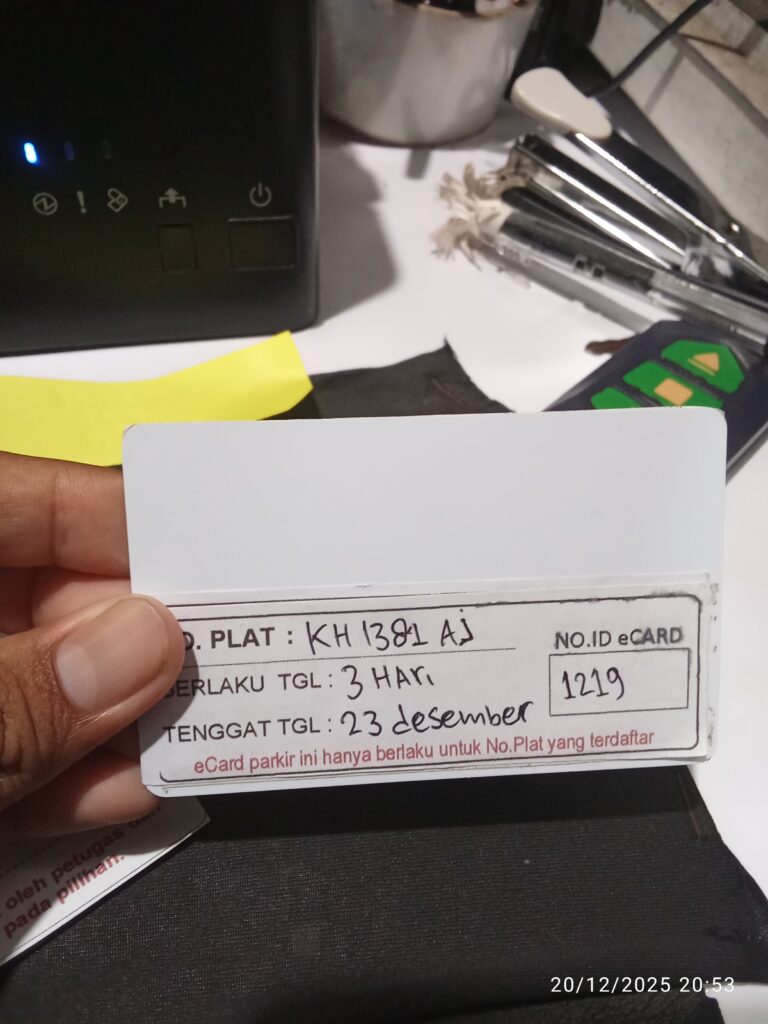 . PLAT : KH 1381 AJ
NO.ID eCARD
BERLAKU TGL : 3 HARi
1219
TENGGAT TGL : 23 desember
eCard parkir ini hanya berlaku untuk No.Plat yang terdaftar
oleh petugas dan
pada pilihan.
20/12/2025 20:53